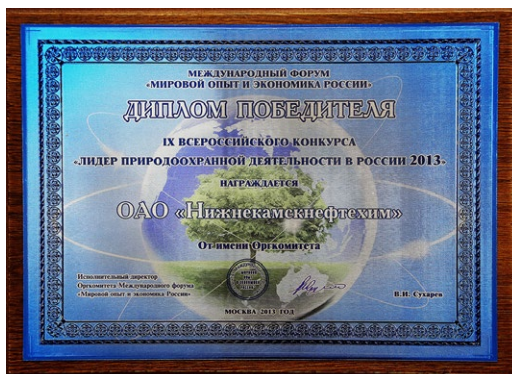 МЕЖДУНАРОДНЫЙ ФОРУМ
«МИРОВОЙ ОПЫТ И ЭКОНОМИКА РОССИИ»
ДИПЛОМ ПОБЕДИТЕЛЯ
IX ВСЕРОССИЙСКОГО КОНКУРСА
«ЛИДЕР ПРИРОДООХРАННОЙ ДЕЯТЕЛЬНОСТИ В РОССИИ 2013»
НАГРАЖДАЕТСЯ
ОАО «Нижнекамскнефтехим»
От имени Оргкомитета
Исполнительный директор
Оргкомитета Международного форума
«Мировой опыт и экономика России»
В.Н. Сухарев
МОСКВА 2013 ГОД